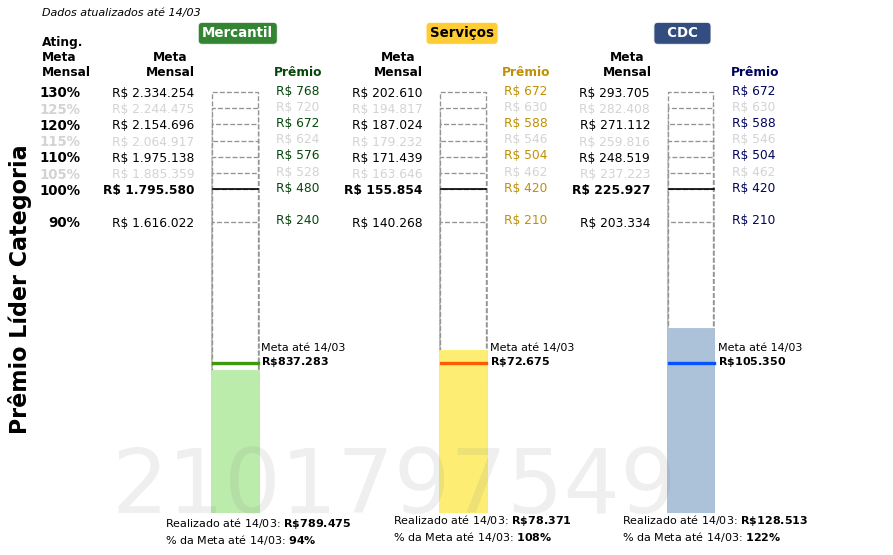 Dados atualizados até 14/03
Mercantil Serviços CDC
Ating. Meta Mensal
Meta Mensal Prêmio Meta Mensal Prêmio Meta Mensal Prêmio
130% R$ 2.334.254 R$ 768 R$ 202.610 R$ 672 R$ 293.705 R$ 672
125% R$ 2.244.475 R$ 720 R$ 194.817 R$ 630 R$ 282.408 R$ 630
120% R$ 2.154.696 R$ 672 R$ 187.024 R$ 588 R$ 271.112 R$ 588
115% R$ 2.064.917 R$ 624 R$ 179.232 R$ 546 R$ 259.816 R$ 546
110% R$ 1.975.138 R$ 576 R$ 171.439 R$ 504 R$ 248.519 R$ 504
105% R$ 1.885.359 R$ 528 R$ 163.646 R$ 462 R$ 237.223 R$ 462
100% R$ 1.795.580 R$ 480 R$ 155.854 R$ 420 R$ 225.927 R$ 420
90% R$ 1.616.022 R$ 240 R$ 140.268 R$ 210 R$ 203.334 R$ 210
Prêmio Líder Categoria
Meta até 14/03 Meta até 14/03 Meta até 14/03
R$837.283 R$72.675 R$105.350
2101797549
Realizado até 14/03: R$789.475 Realizado até 14/03: R$78.371 Realizado até 14/03: R$128.513
% da Meta até 14/03: 94% % da Meta até 14/03: 108% % da Meta até 14/03: 122%